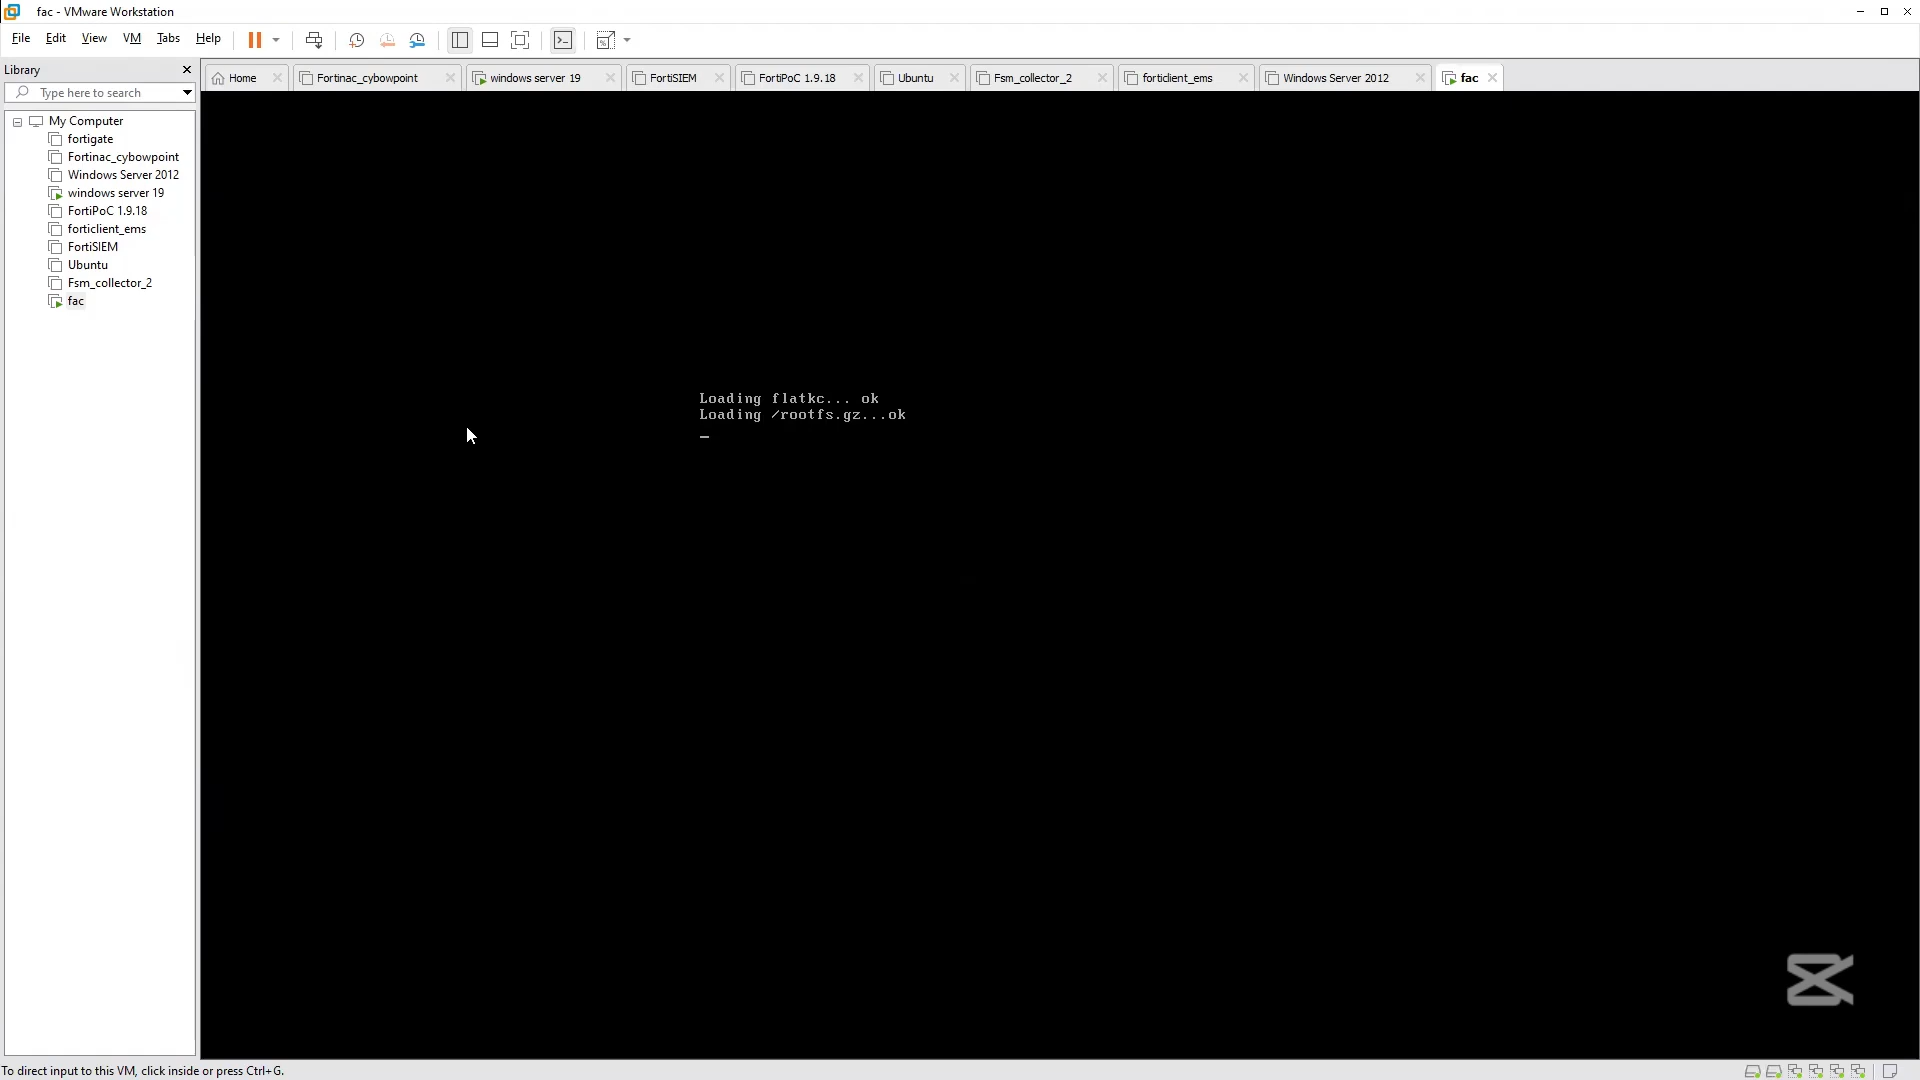 fac - VMware Workstation
File Edit View VM Tabs Help
Library
Type here to search
Home
Fortinac_cybowpoint
windows server 19
FortiSIEM
FortiPoC 1.9.18
Ubuntu
Fsm_collector_2
forticlient_ems
Windows Server 2012
fac
My Computer
fortigate
Fortinac_cybowpoint
Windows Server 2012
windows server 19
FortiPoC 1.9.18
forticlient_ems
FortiSIEM
Ubuntu
Fsm_collector_2
fac
Loading flatkc... ok
Loading /rootfs.gz...ok
To direct input to this VM, click inside or press Ctrl+G.